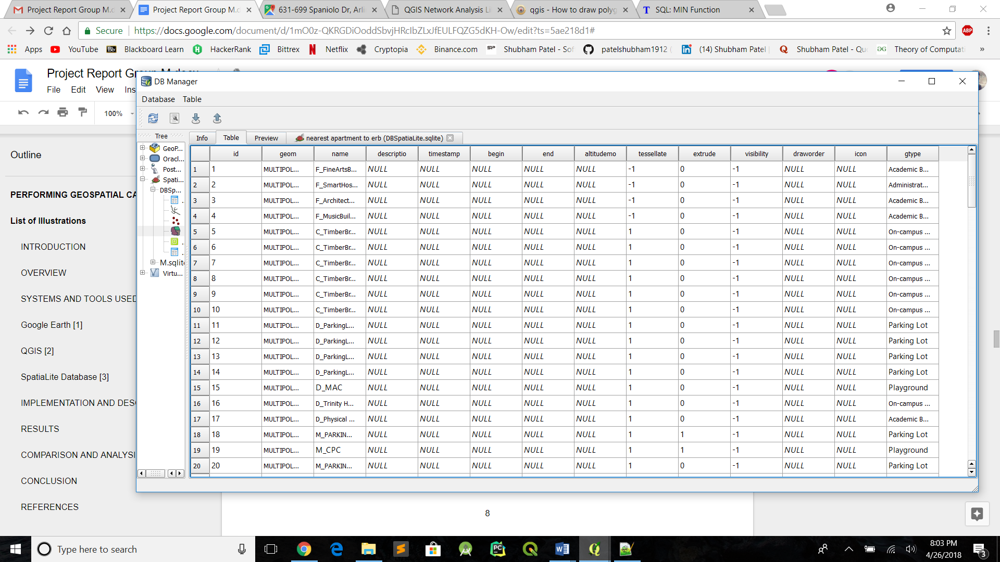 Project Report Group M.d
Project Report Group M.d
631-699 Spaniolo Dr, Arli
QGIS Network Analysis Li
qgis - How to draw polyg
SQL: MIN Function
Secure
https://docs.google.com/document/d/1mO0z-QKRGDiOoddSbvjHRcIbZLxJfEULFQZG5dKH-Ow/edit?ts=5ae218d1#
ABP
Apps YouTube Bb Blackboard Learn HackerRank Bittrex Netflix Cryptopia Binance.com SP Shubham Patel - Sof patelshubham1912 ( (14) Shubham Patel Shubham Patel - Qu Theory of Computati »
Project Report Group M.docx
File Edit View Ins
100%
DB Manager
Database Table
Tree
Info Table Preview nearest apartment to erb (DBSpatiaLite.sqlite)
GeoP...
Oracl...
Post...
Spati...
DBSp...
M.sqlite
Virtu...
id geom name descriptio timestamp begin end altitudemo tessellate extrude visibility draworder icon gtype
1 1 MULTIPOL... F_FineArtsB... NULL NULL NULL NULL NULL -1 0 -1 NULL NULL Academic B...
2 2 MULTIPOL... F_SmartHos... NULL NULL NULL NULL NULL -1 0 -1 NULL NULL Administrat...
3 3 MULTIPOL... F_Architect... NULL NULL NULL NULL NULL -1 0 -1 NULL NULL Academic B...
4 4 MULTIPOL... F_MusicBuil... NULL NULL NULL NULL NULL -1 0 -1 NULL NULL Academic B...
5 5 MULTIPOL... C_TimberBr... NULL NULL NULL NULL NULL 1 0 -1 NULL NULL On-campus ...
6 6 MULTIPOL... C_TimberBr... NULL NULL NULL NULL NULL 1 0 -1 NULL NULL On-campus ...
7 7 MULTIPOL... C_TimberBr... NULL NULL NULL NULL NULL 1 0 -1 NULL NULL On-campus ...
8 8 MULTIPOL... C_TimberBr... NULL NULL NULL NULL NULL 1 0 -1 NULL NULL On-campus ...
9 9 MULTIPOL... C_TimberBr... NULL NULL NULL NULL NULL 1 0 -1 NULL NULL On-campus ...
10 10 MULTIPOL... C_TimberBr... NULL NULL NULL NULL NULL 1 0 -1 NULL NULL On-campus ...
11 11 MULTIPOL... D_ParkingL... NULL NULL NULL NULL NULL 1 0 -1 NULL NULL Parking Lot
12 12 MULTIPOL... D_ParkingL... NULL NULL NULL NULL NULL 1 0 -1 NULL NULL Parking Lot
13 13 MULTIPOL... D_ParkingL... NULL NULL NULL NULL NULL 1 0 -1 NULL NULL Parking Lot
14 14 MULTIPOL... D_ParkingL... NULL NULL NULL NULL NULL 1 0 -1 NULL NULL Parking Lot
15 15 MULTIPOL... D_MAC NULL NULL NULL NULL NULL 1 0 -1 NULL NULL Playground
16 16 MULTIPOL... D_Trinity H... NULL NULL NULL NULL NULL 1 0 -1 NULL NULL On-campus ...
17 17 MULTIPOL... D_Physical ... NULL NULL NULL NULL NULL 1 0 -1 NULL NULL Academic B...
18 18 MULTIPOL... M_PARKIN... NULL NULL NULL NULL NULL 1 1 -1 NULL NULL Parking Lot
19 19 MULTIPOL... M_CPC NULL NULL NULL NULL NULL 1 1 -1 NULL NULL Playground
20 20 MULTIPOL... M_PARKIN... NULL NULL NULL NULL NULL 1 0 -1 NULL NULL Parking Lot
Outline
PERFORMING GEOSPATIAL CA
List of Illustrations
INTRODUCTION
OVERVIEW
SYSTEMS AND TOOLS USED
Google Earth [1]
QGIS [2]
SpatiaLite Database [3]
IMPLEMENTATION AND DES
RESULTS
COMPARISON AND ANALYSI
CONCLUSION
REFERENCES
8
Type here to search
PC
8:03 PM
4/26/2018
3